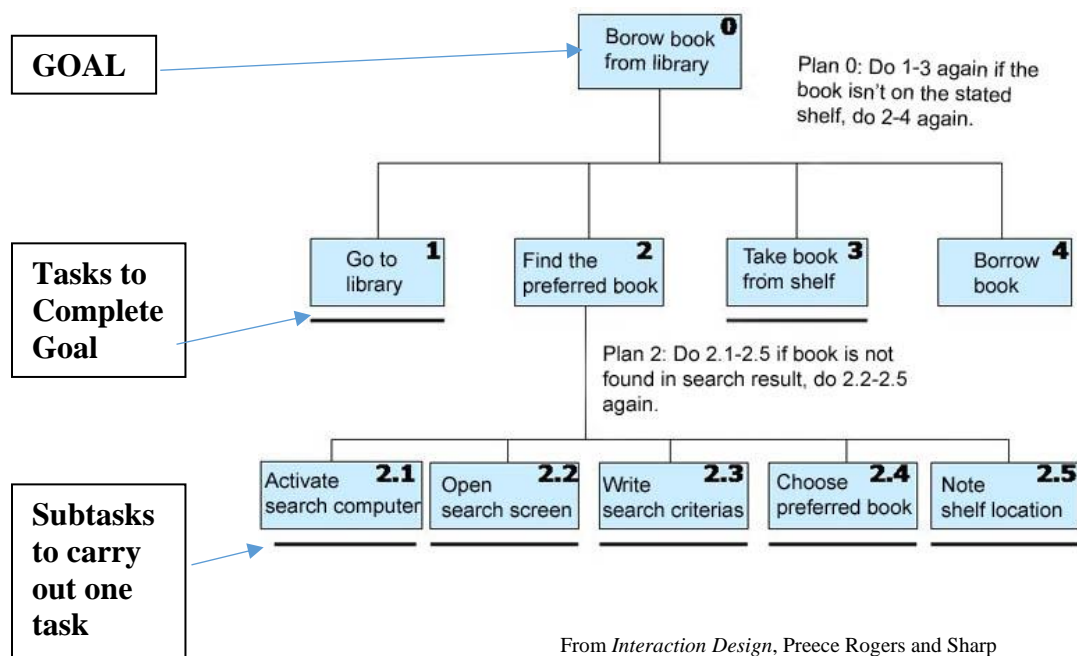 GOAL
Borow book 0
from library
Plan 0: Do 1-3 again if the
book isn't on the stated
shelf, do 2-4 again.
Tasks to
Complete
Goal
Go to 1
library
Find the 2
preferred book
Take book 3
from shelf
Borrow 4
book
Plan 2: Do 2.1-2.5 if book is not
found in search result, do 2.2-2.5
again.
Subtasks
to carry
out one
task
Activate 2.1
search computer
Open 2.2
search screen
Write 2.3
search criterias
Choose 2.4
preferred book
Note 2.5
shelf location
From Interaction Design, Preece Rogers and Sharp